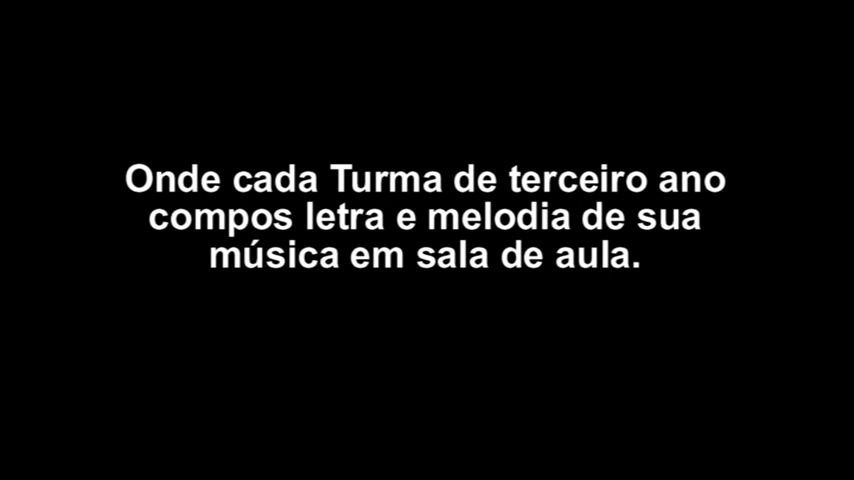 Onde cada Turma de terceiro ano
compos letra e melodia de sua
música em sala de aula.